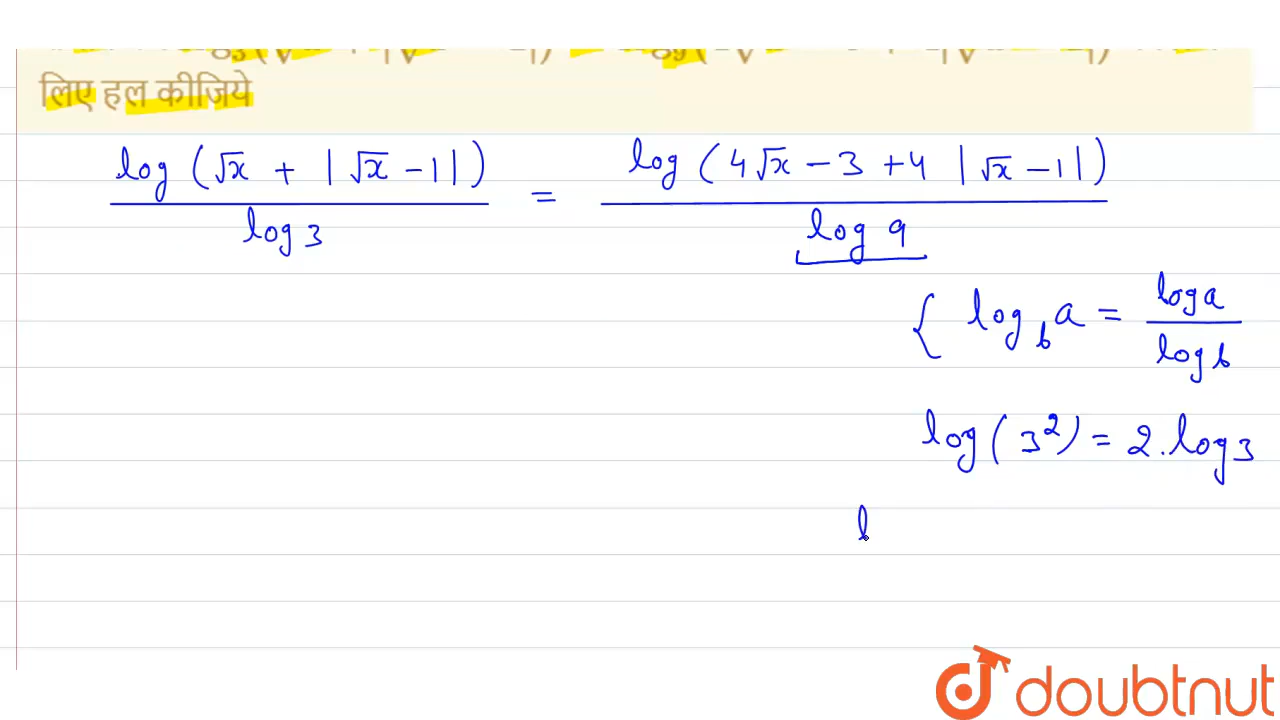 लिए हल कीजिये
log (√x + |√x - 1|) / log 3 = log (4√x - 3 + 4 |√x - 1|) / log 9
{ log_b a = log a / log b
log (3²) = 2. log 3
l
doubtnut